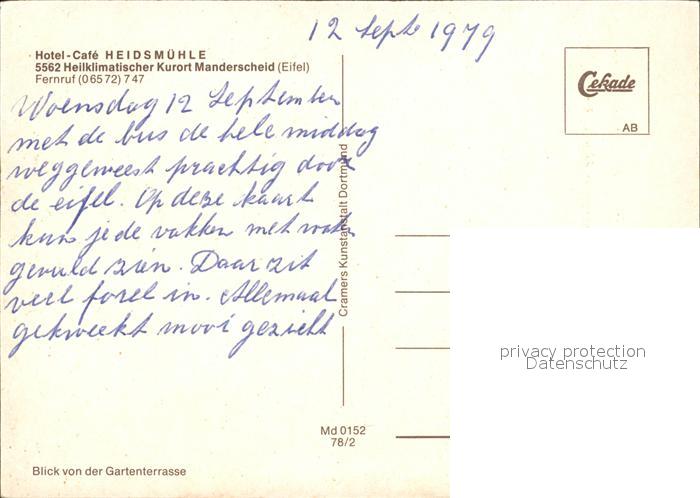 12 Sept 1979
Hotel-Café HEIDSMÜHLE
5562 Heilklimatischer Kurort Manderscheid (Eifel)
Fernruf (06572) 747
Woensdag 12 September
met de bus de hele middag
weggeweest prachtig door
de eifel. Op deze kaart
kun je de vakken met water
gevuld zien. Daar zit
veel forel in. Allemaal
gekweekt mooi gezicht
Cramers Kunstanstalt Dortmund
Cekade
AB
privacy protection
Datenschutz
Md 0152
78/2
Blick von der Gartenterrasse